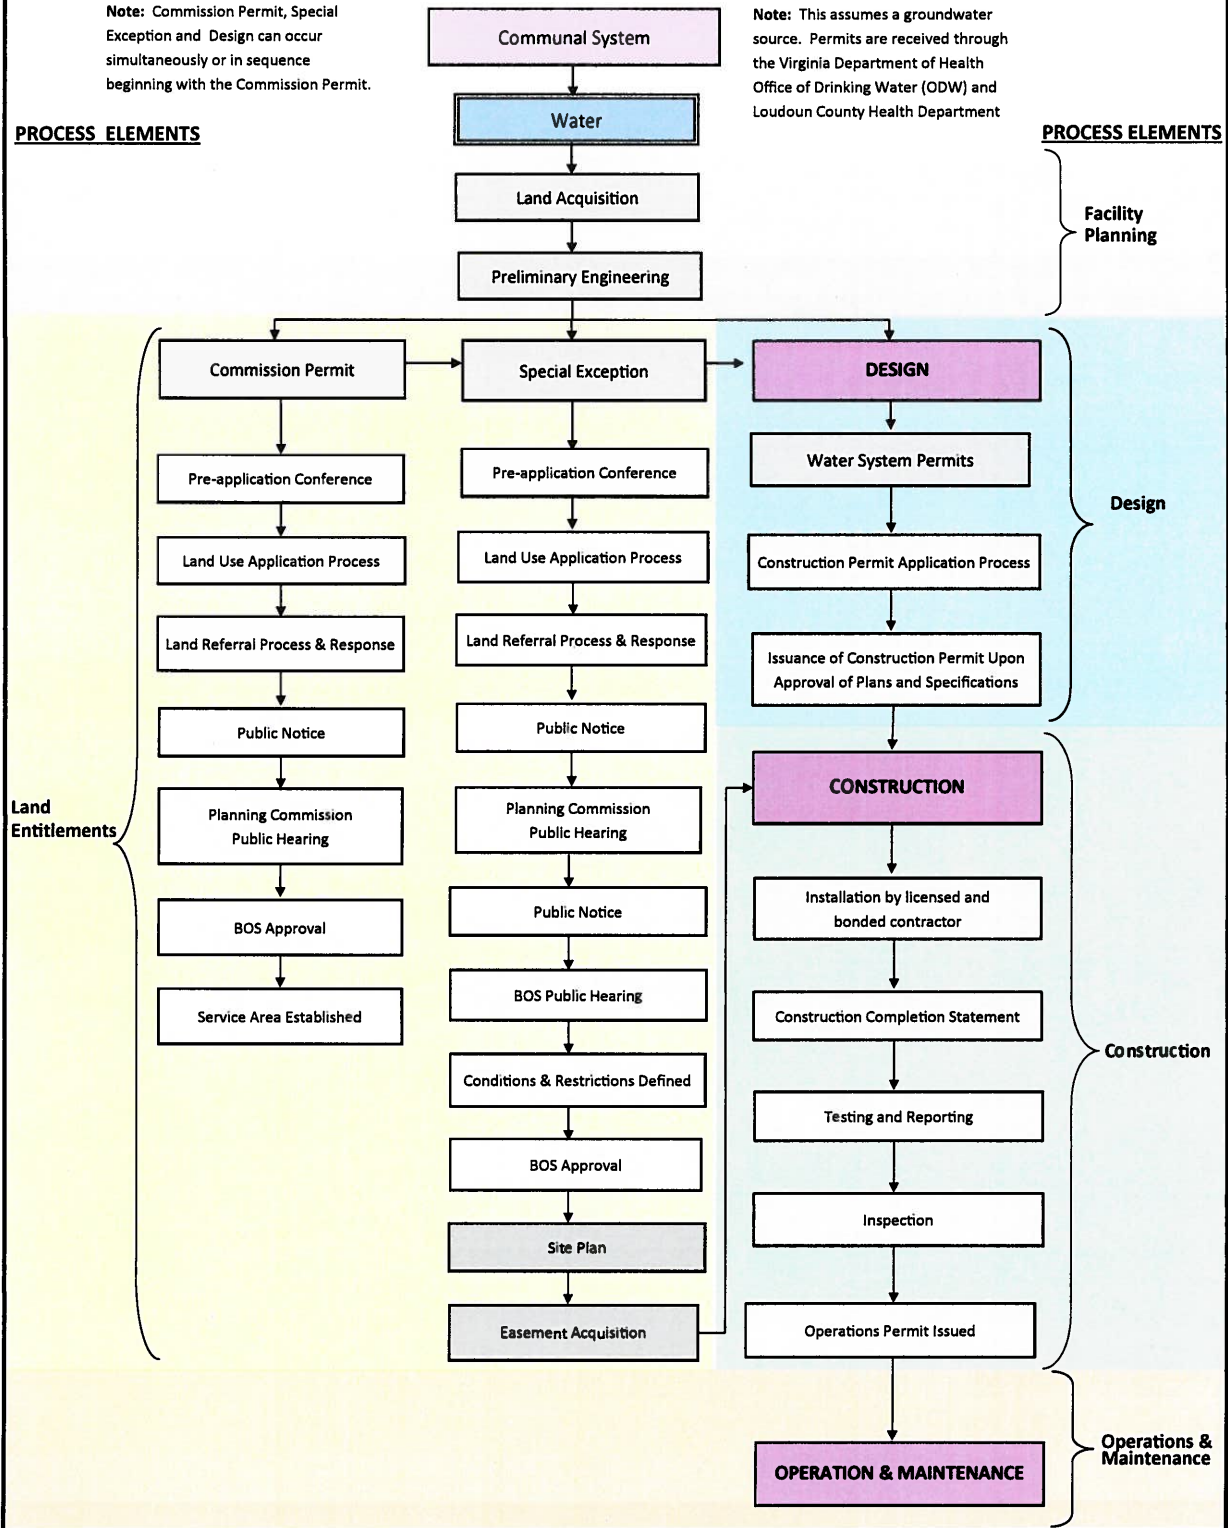 Note: Commission Permit, Special
Exception and Design can occur
simultaneously or in sequence
beginning with the Commission Permit.
Communal System
Note: This assumes a groundwater
source. Permits are received through
the Virginia Department of Health
Office of Drinking Water (ODW) and
Loudoun County Health Department
Water
PROCESS ELEMENTS
PROCESS ELEMENTS
Land Acquisition
Facility
Planning
Preliminary Engineering
Commission Permit
Special Exception
DESIGN
Pre-application Conference
Pre-application Conference
Water System Permits
Design
Land Use Application Process
Land Use Application Process
Construction Permit Application Process
Land Referral Process & Response
Land Referral Process & Response
Issuance of Construction Permit Upon
Approval of Plans and Specifications
Public Notice
Public Notice
CONSTRUCTION
Land
Entitlements
Planning Commission
Public Hearing
Planning Commission
Public Hearing
Installation by licensed and
bonded contractor
BOS Approval
Public Notice
Service Area Established
BOS Public Hearing
Construction Completion Statement
Construction
Conditions & Restrictions Defined
Testing and Reporting
BOS Approval
Inspection
Site Plan
Easement Acquisition
Operations Permit Issued
OPERATION & MAINTENANCE
Operations &
Maintenance